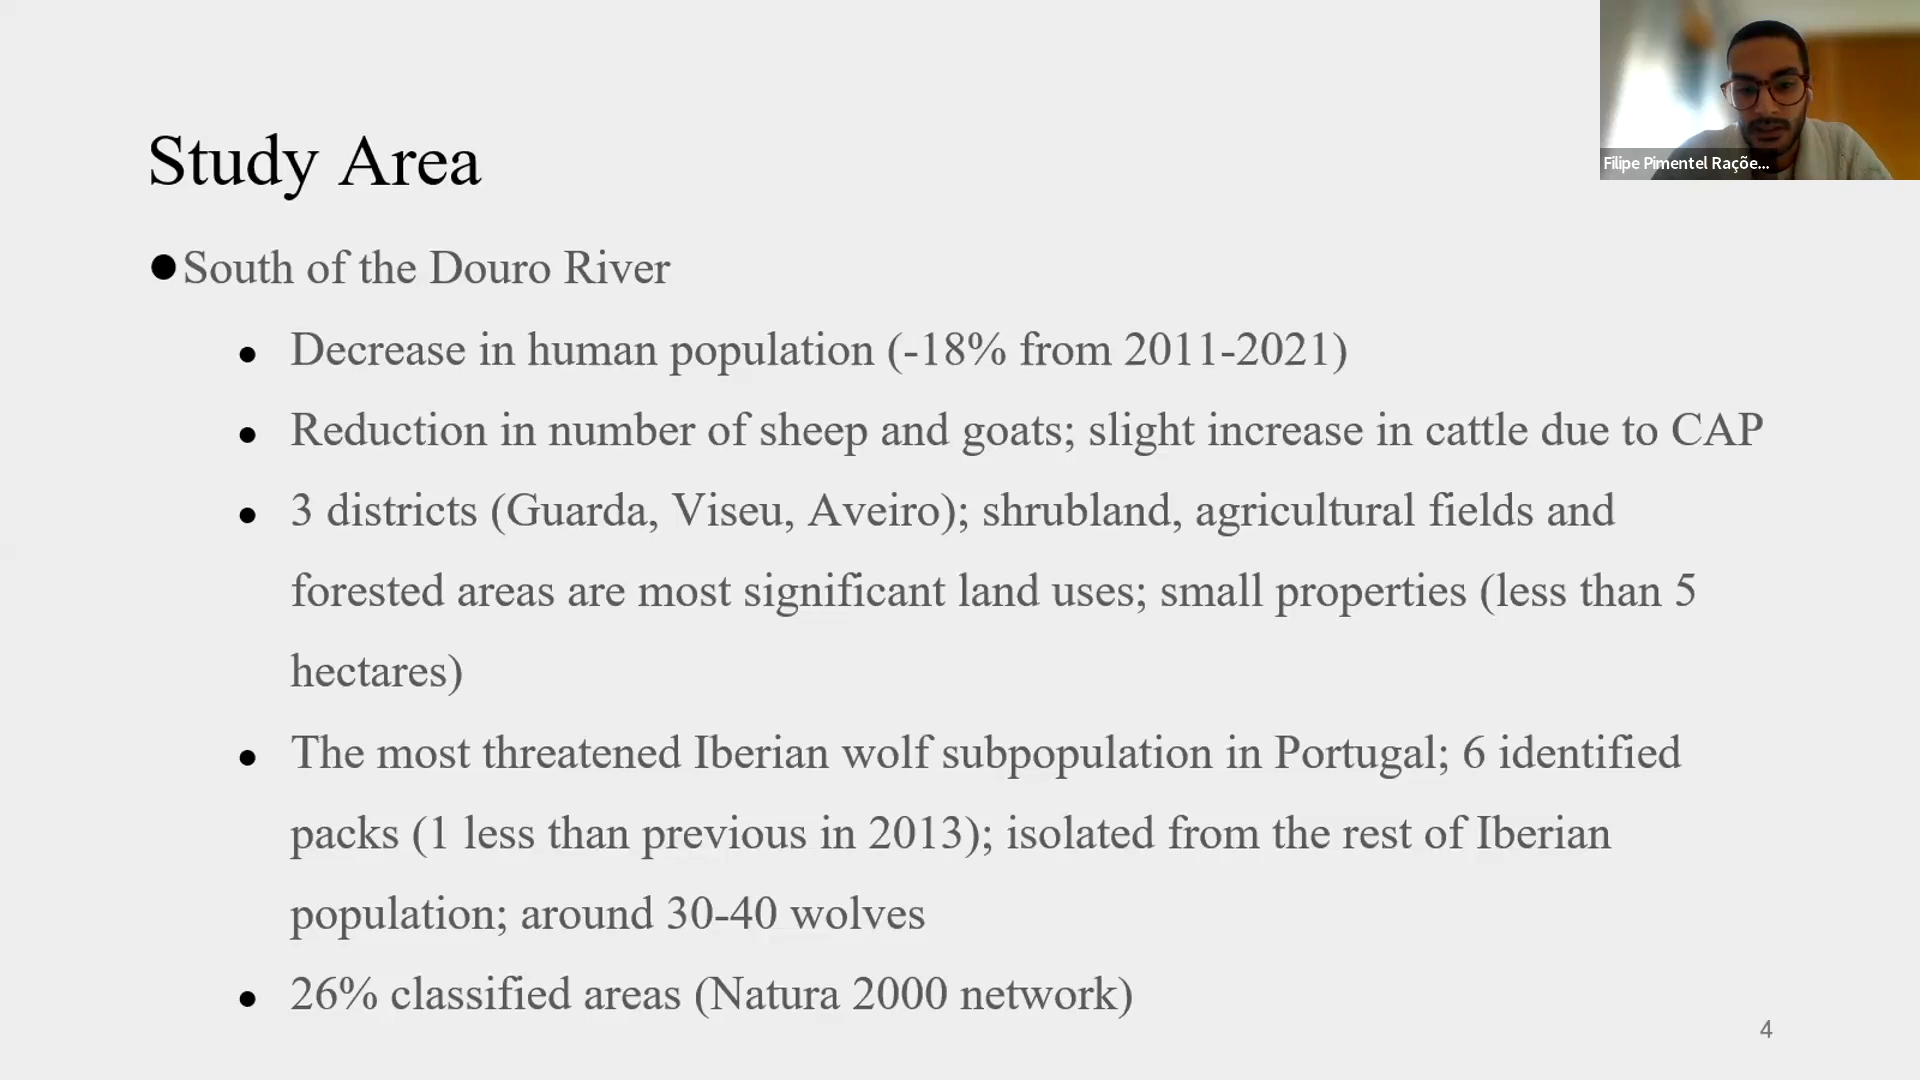 Filipe Pimentel Raçõe...
Study Area
●South of the Douro River
● Decrease in human population (-18% from 2011-2021)
● Reduction in number of sheep and goats; slight increase in cattle due to CAP
● 3 districts (Guarda, Viseu, Aveiro); shrubland, agricultural fields and
forested areas are most significant land uses; small properties (less than 5
hectares)
● The most threatened Iberian wolf subpopulation in Portugal; 6 identified
packs (1 less than previous in 2013); isolated from the rest of Iberian
population; around 30-40 wolves
● 26% classified areas (Natura 2000 network)
4